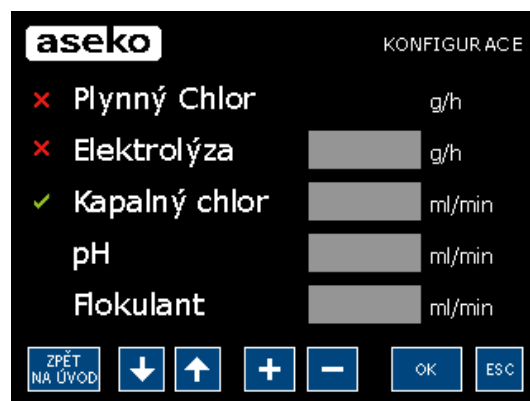 aseko KONFIGURACE
Plynný Chlor g/h
Elektrolýza g/h
Kapalný chlor ml/min
pH ml/min
Flokulant ml/min
ZPĚT
NA ÚVOD OK ESC